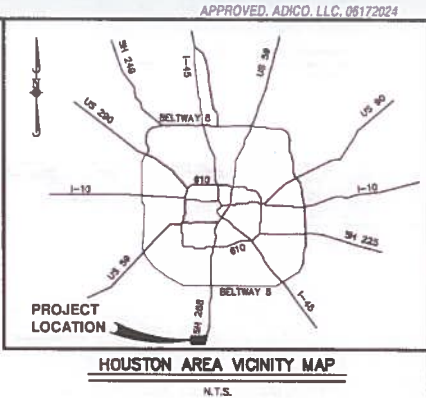 APPROVED. ADICO. LLC. 06172024
SH 249
I-45
US 59
US 290
US 90
BELTWAY 8
I-10
610
I-10
SH 225
610
US 59
BELTWAY 8
I-45
SH 288
PROJECT
LOCATION
HOUSTON AREA VICINITY MAP
N.T.S.